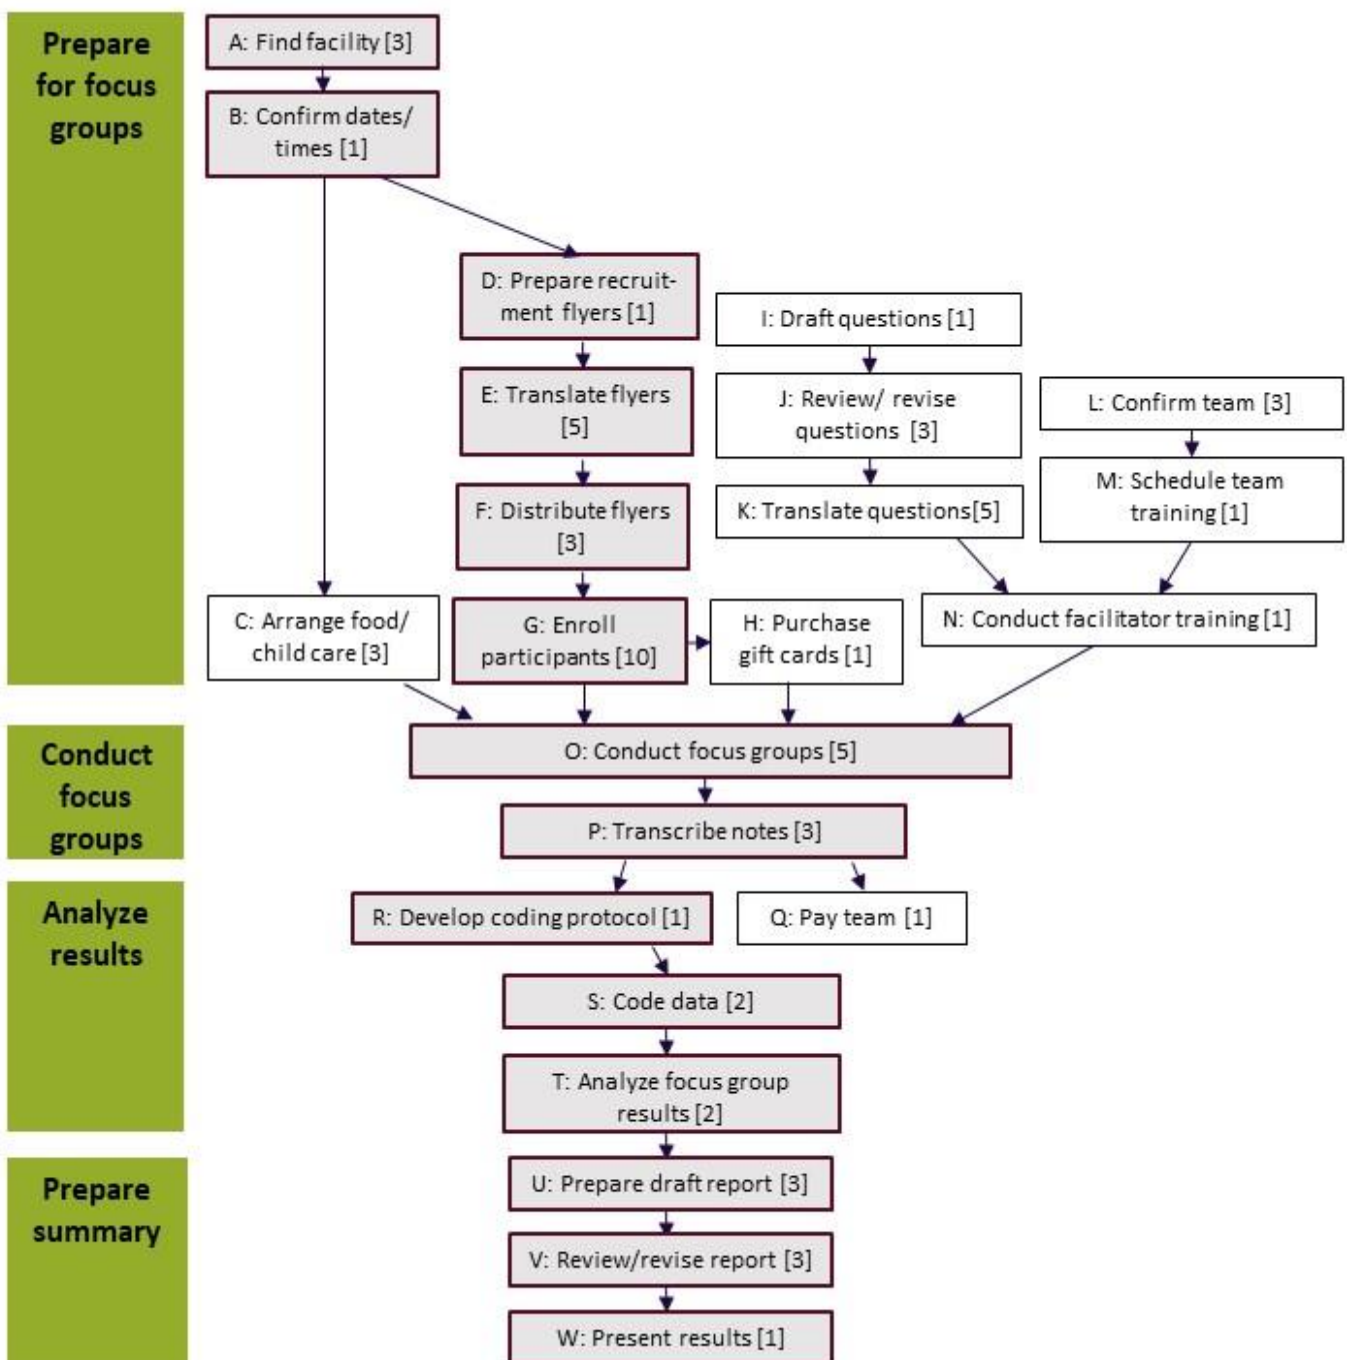 Prepare
for focus
groups
A: Find facility [3]
B: Confirm dates/
times [1]
D: Prepare recruit-
ment flyers [1]
I: Draft questions [1]
E: Translate flyers
[5]
J: Review/ revise
questions [3]
L: Confirm team [3]
F: Distribute flyers
[3]
K: Translate questions[5]
M: Schedule team
training [1]
C: Arrange food/
child care [3]
G: Enroll
participants [10]
H: Purchase
gift cards [1]
N: Conduct facilitator training [1]
Conduct
focus
groups
O: Conduct focus groups [5]
P: Transcribe notes [3]
Analyze
results
R: Develop coding protocol [1]
Q: Pay team [1]
S: Code data [2]
T: Analyze focus group
results [2]
Prepare
summary
U: Prepare draft report [3]
V: Review/revise report [3]
W: Present results [1]